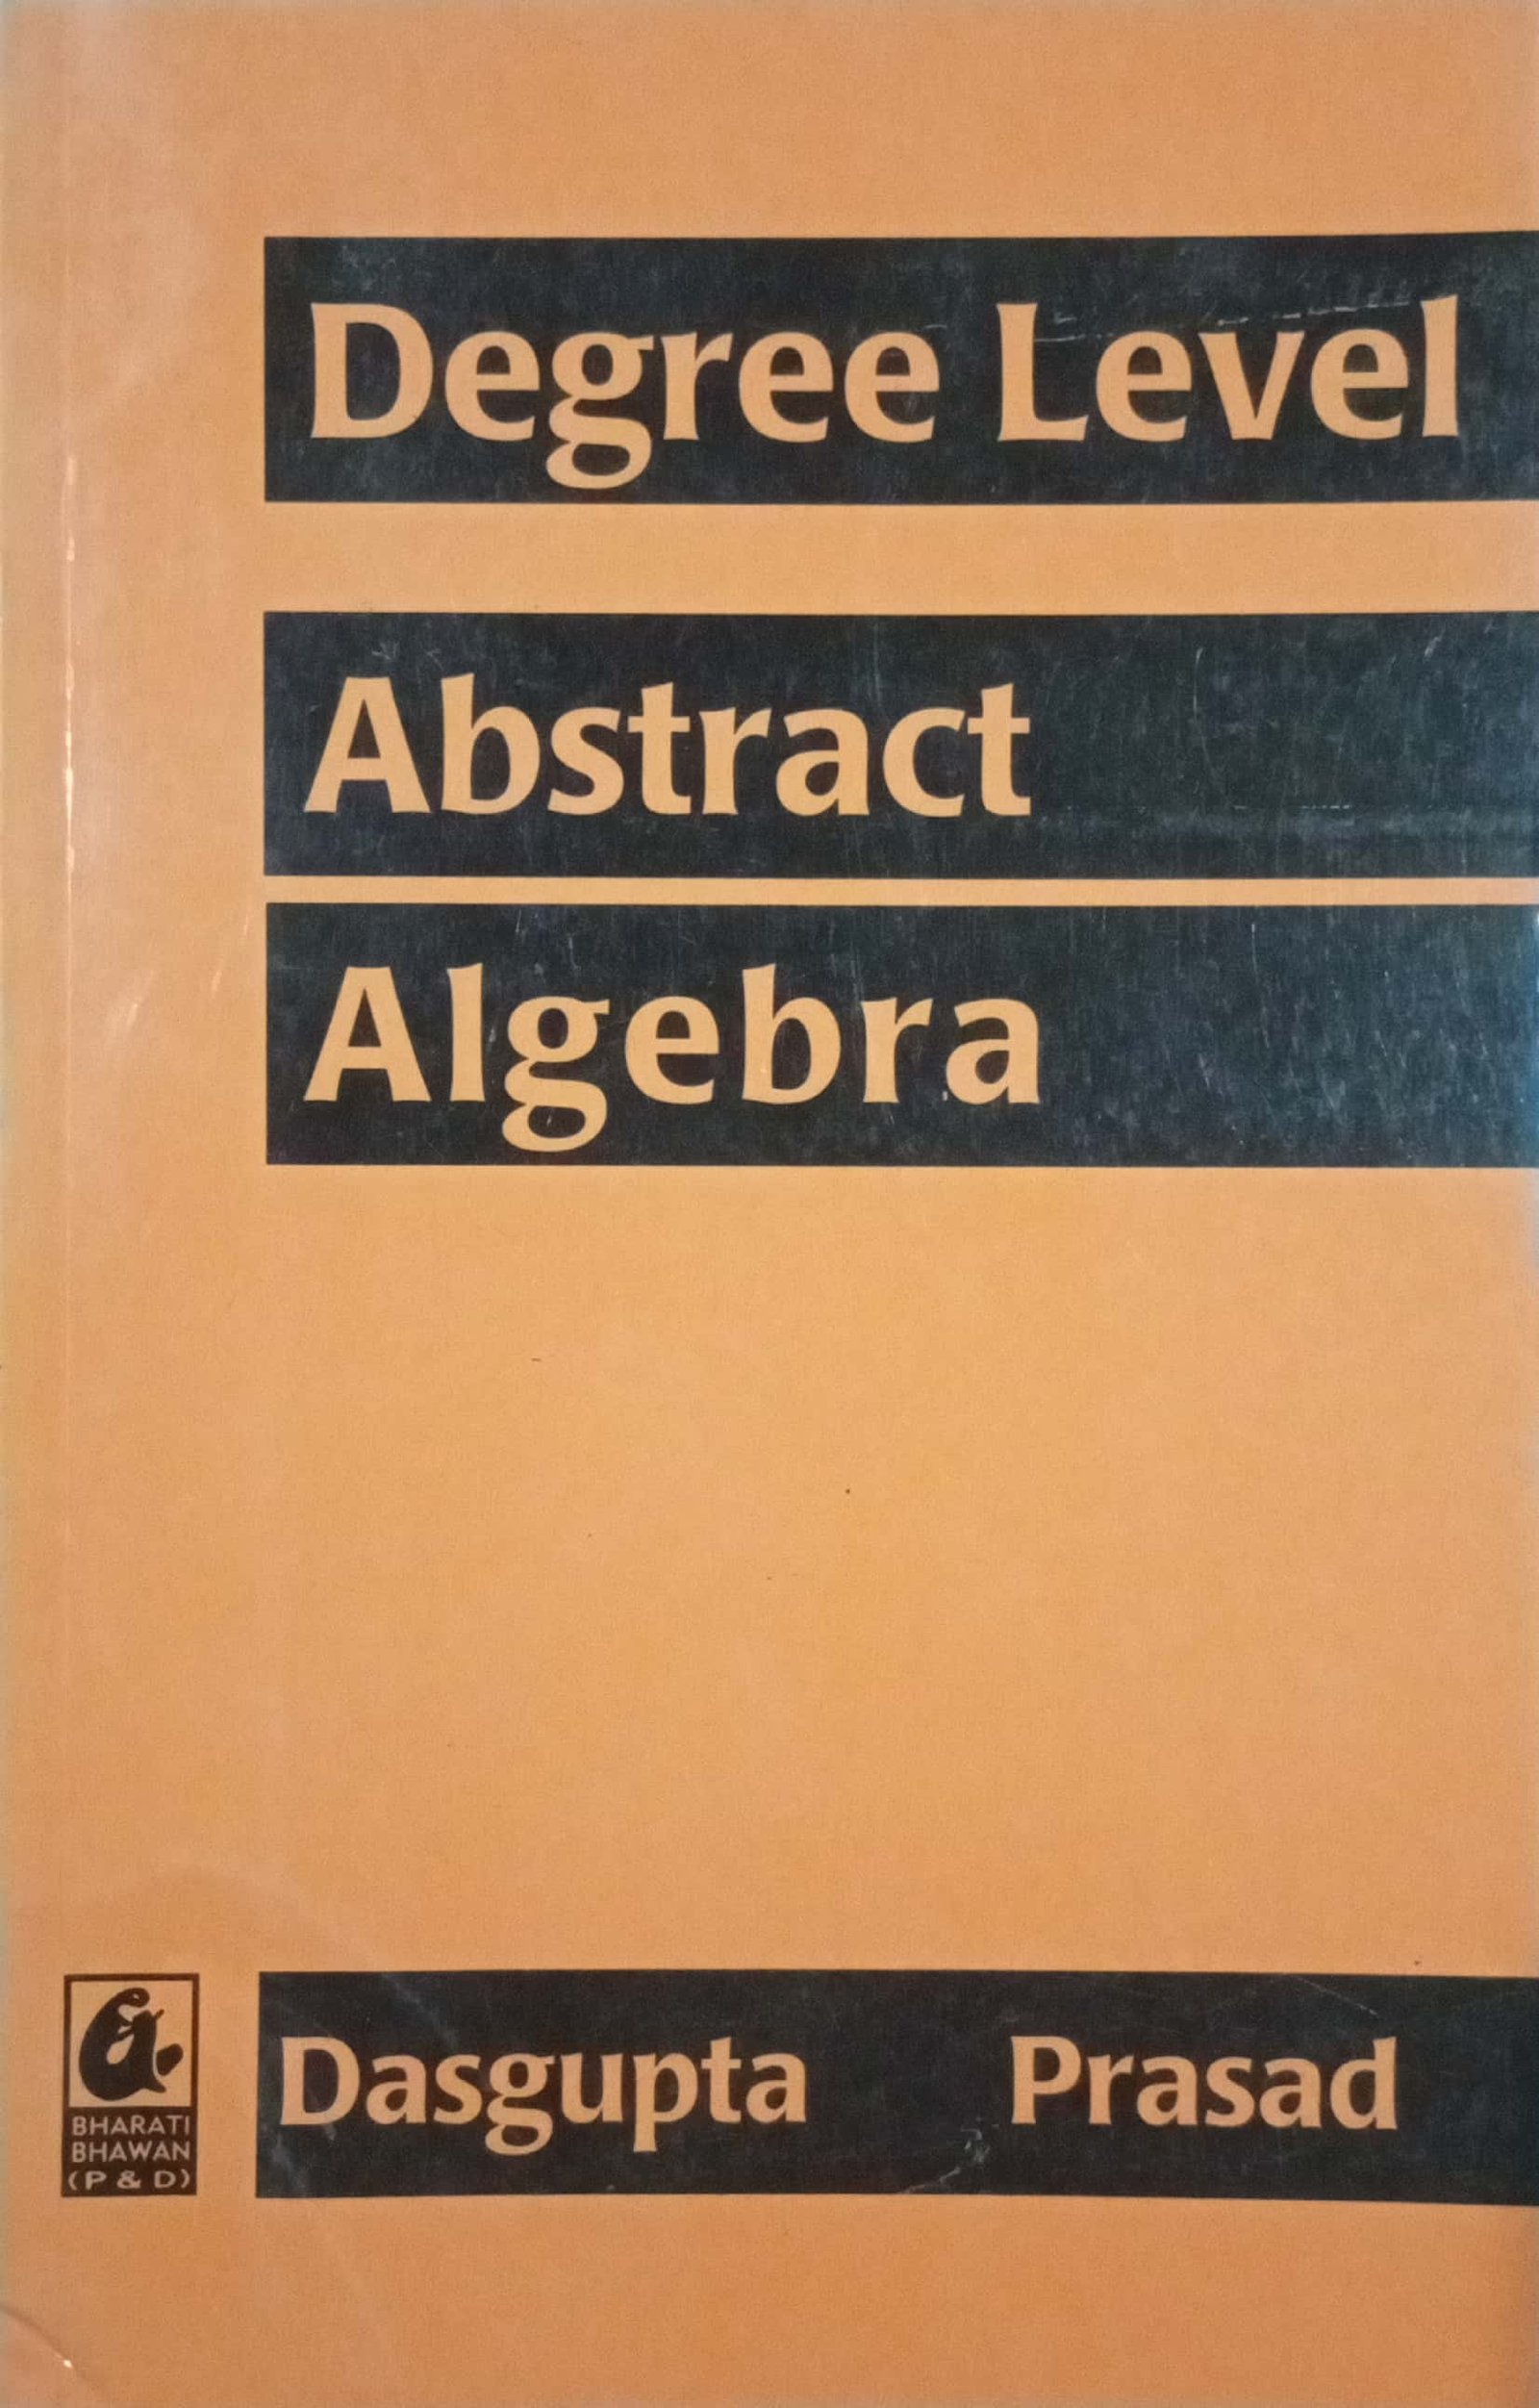 Degree Level
Abstract
Algebra
Dasgupta Prasad
BHARATI
BHAWAN
(P & D)